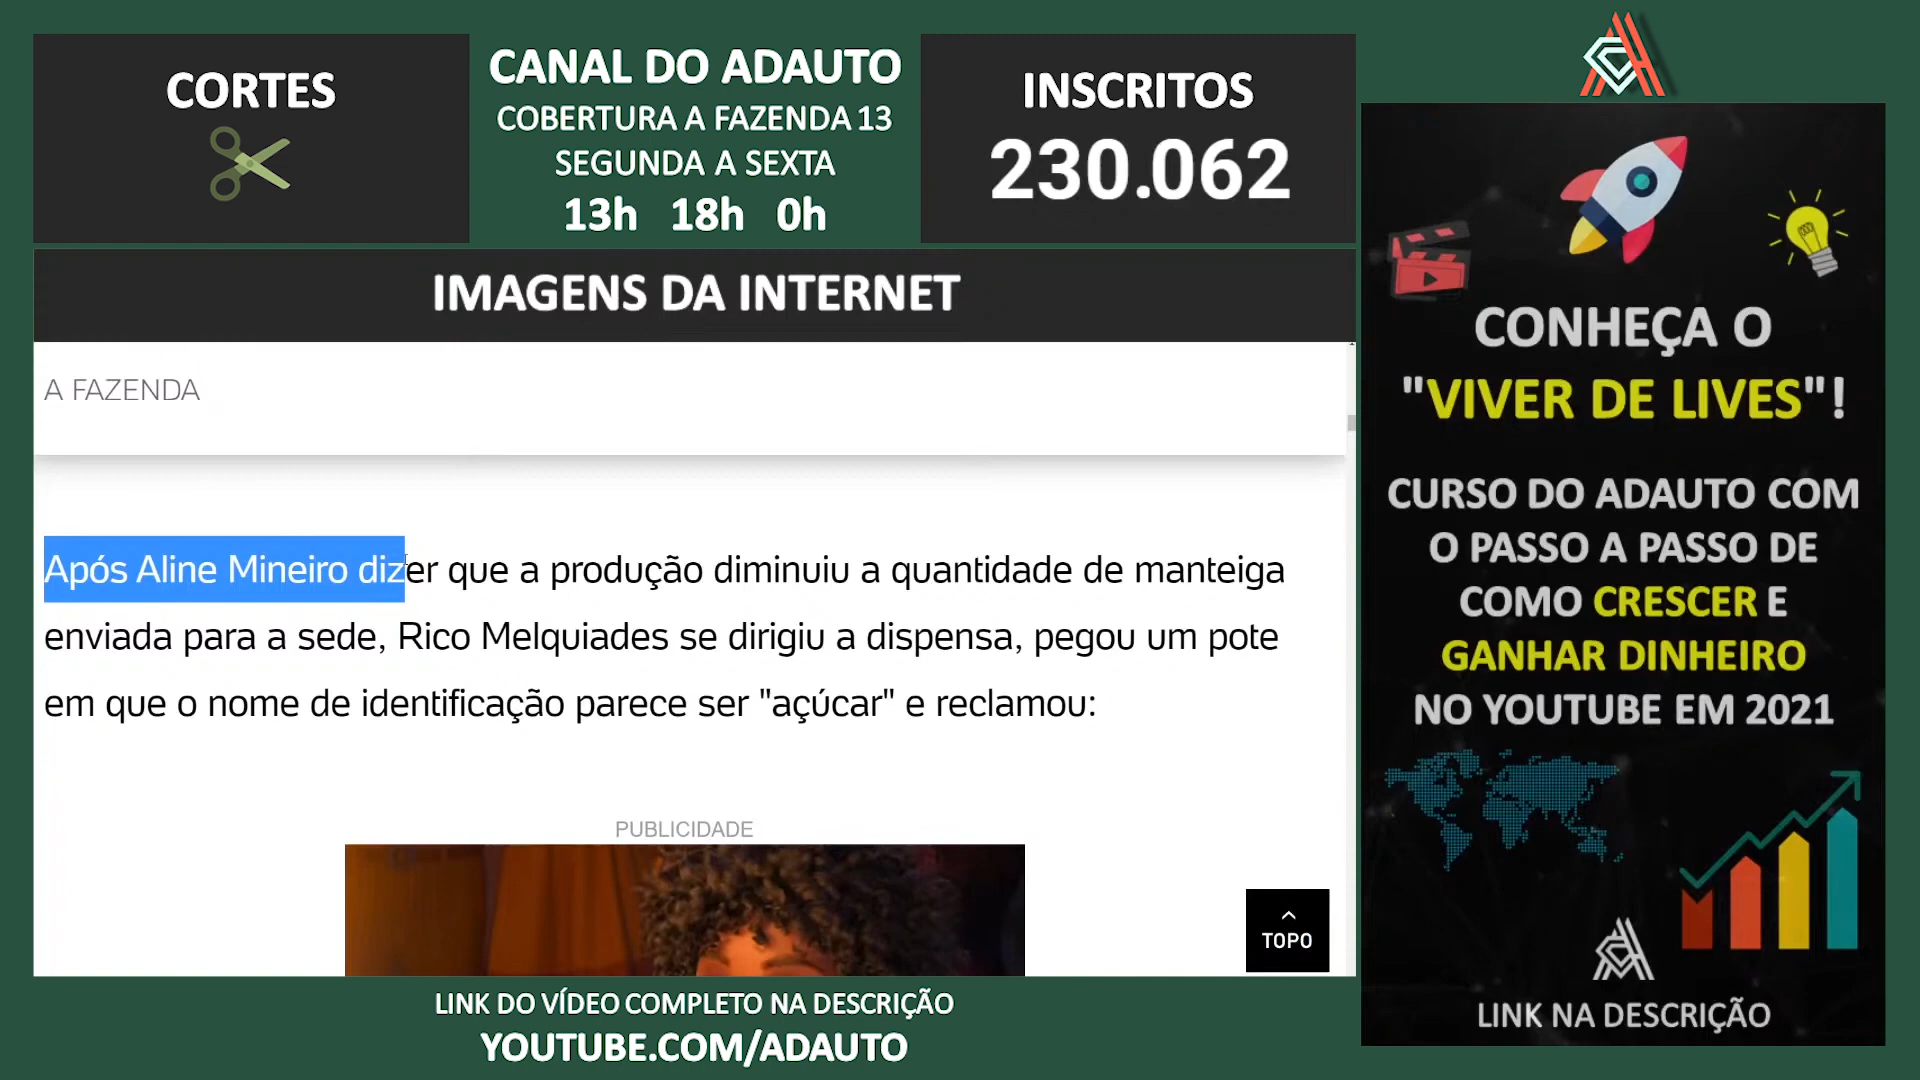 CORTES
CANAL DO ADAUTO
COBERTURA A FAZENDA 13
SEGUNDA A SEXTA
13h 18h 0h
INSCRITOS
230.062
IMAGENS DA INTERNET
A FAZENDA
Após Aline Mineiro dizer que a produção diminuiu a quantidade de manteiga
enviada para a sede, Rico Melquiades se dirigiu a dispensa, pegou um pote
em que o nome de identificação parece ser "açúcar" e reclamou:
PUBLICIDADE
TOPO
LINK DO VÍDEO COMPLETO NA DESCRIÇÃO
YOUTUBE.COM/ADAUTO
CONHEÇA O
"VIVER DE LIVES"!
CURSO DO ADAUTO COM
O PASSO A PASSO DE
COMO CRESCER E
GANHAR DINHEIRO
NO YOUTUBE EM 2021
LINK NA DESCRIÇÃO